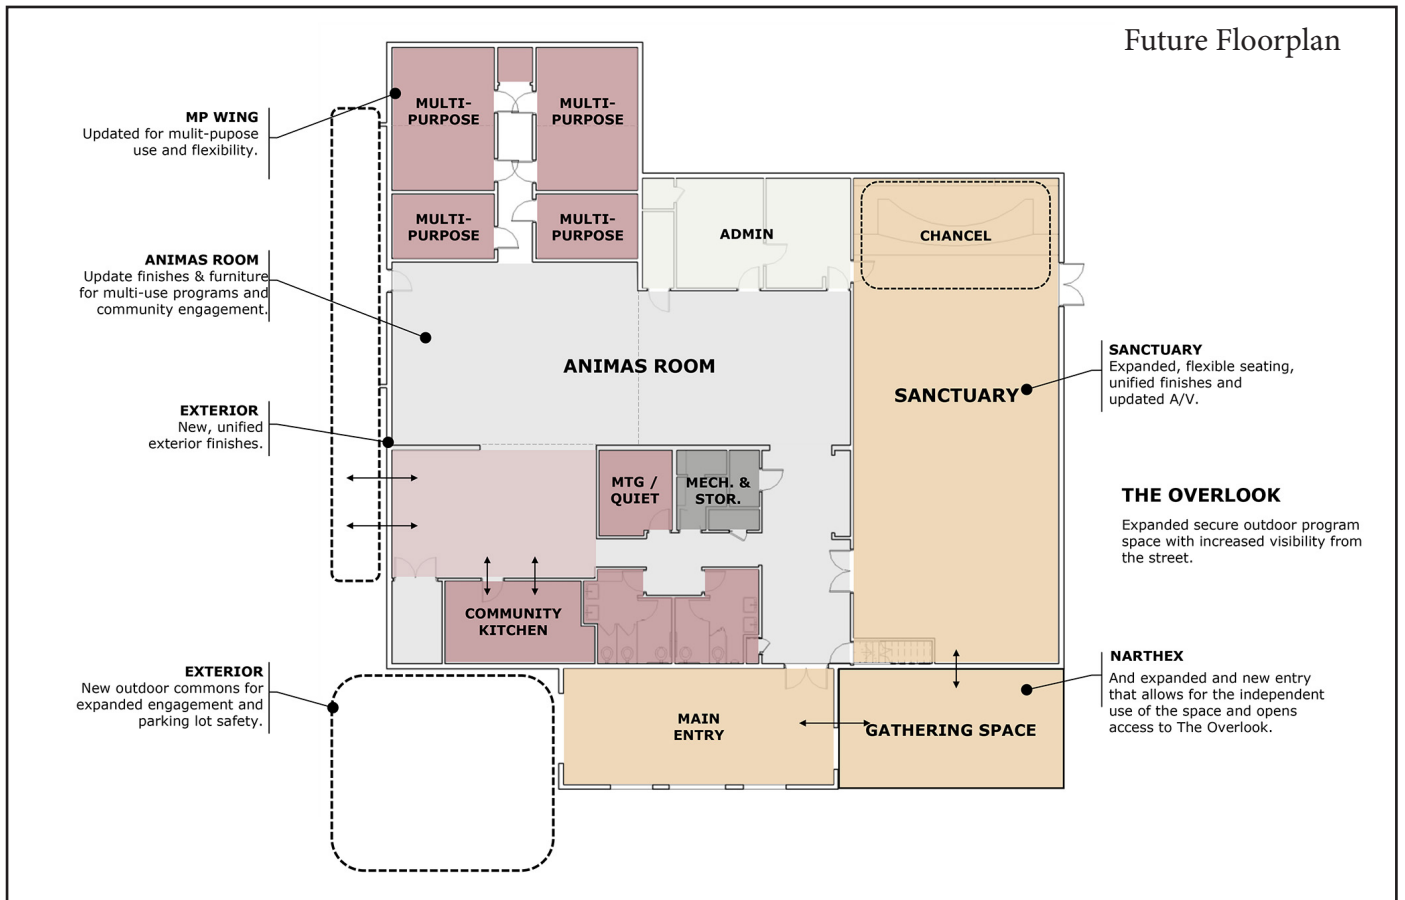 Future Floorplan
MP WING
Updated for mulit-pupose
use and flexibility.
MULTI-
PURPOSE
MULTI-
PURPOSE
MULTI-
PURPOSE
MULTI-
PURPOSE
ADMIN
CHANCEL
ANIMAS ROOM
Update finishes & furniture
for multi-use programs and
community engagement.
ANIMAS ROOM
SANCTUARY
SANCTUARY
Expanded, flexible seating,
unified finishes and
updated A/V.
EXTERIOR
New, unified
exterior finishes.
MTG /
QUIET
MECH. &
STOR.
THE OVERLOOK
Expanded secure outdoor program
space with increased visibility from
the street.
COMMUNITY
KITCHEN
EXTERIOR
New outdoor commons for
expanded engagement and
parking lot safety.
MAIN
ENTRY
GATHERING SPACE
NARTHEX
And expanded and new entry
that allows for the independent
use of the space and opens
access to The Overlook.